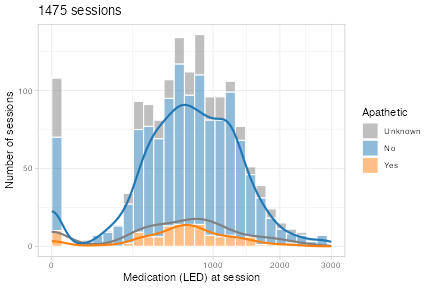 1475 sessions
Number of sessions
100
50
0
0
1000
2000
3000
Medication (LED) at session
Apathetic
Unknown
No
Yes